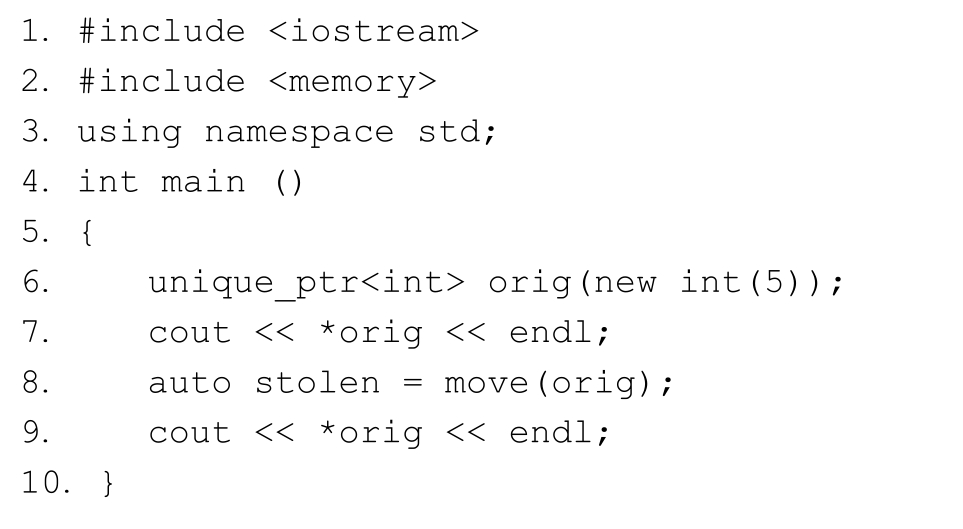 1. #include <iostream>
2. #include <memory>
3. using namespace std;
4. int main ()
5. {
6. unique_ptr<int> orig(new int(5));
7. cout << *orig << endl;
8. auto stolen = move(orig);
9. cout << *orig << endl;
10. }